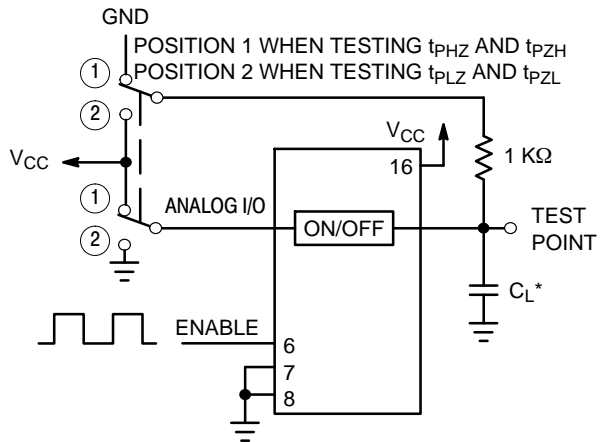 GND
POSITION 1 WHEN TESTING tPHZ AND tPZH
POSITION 2 WHEN TESTING tPLZ AND tPZL
1
2
VCC
1
2
ANALOG I/O
VCC
16
1 KΩ
ON/OFF
TEST
POINT
CL*
ENABLE
6
7
8